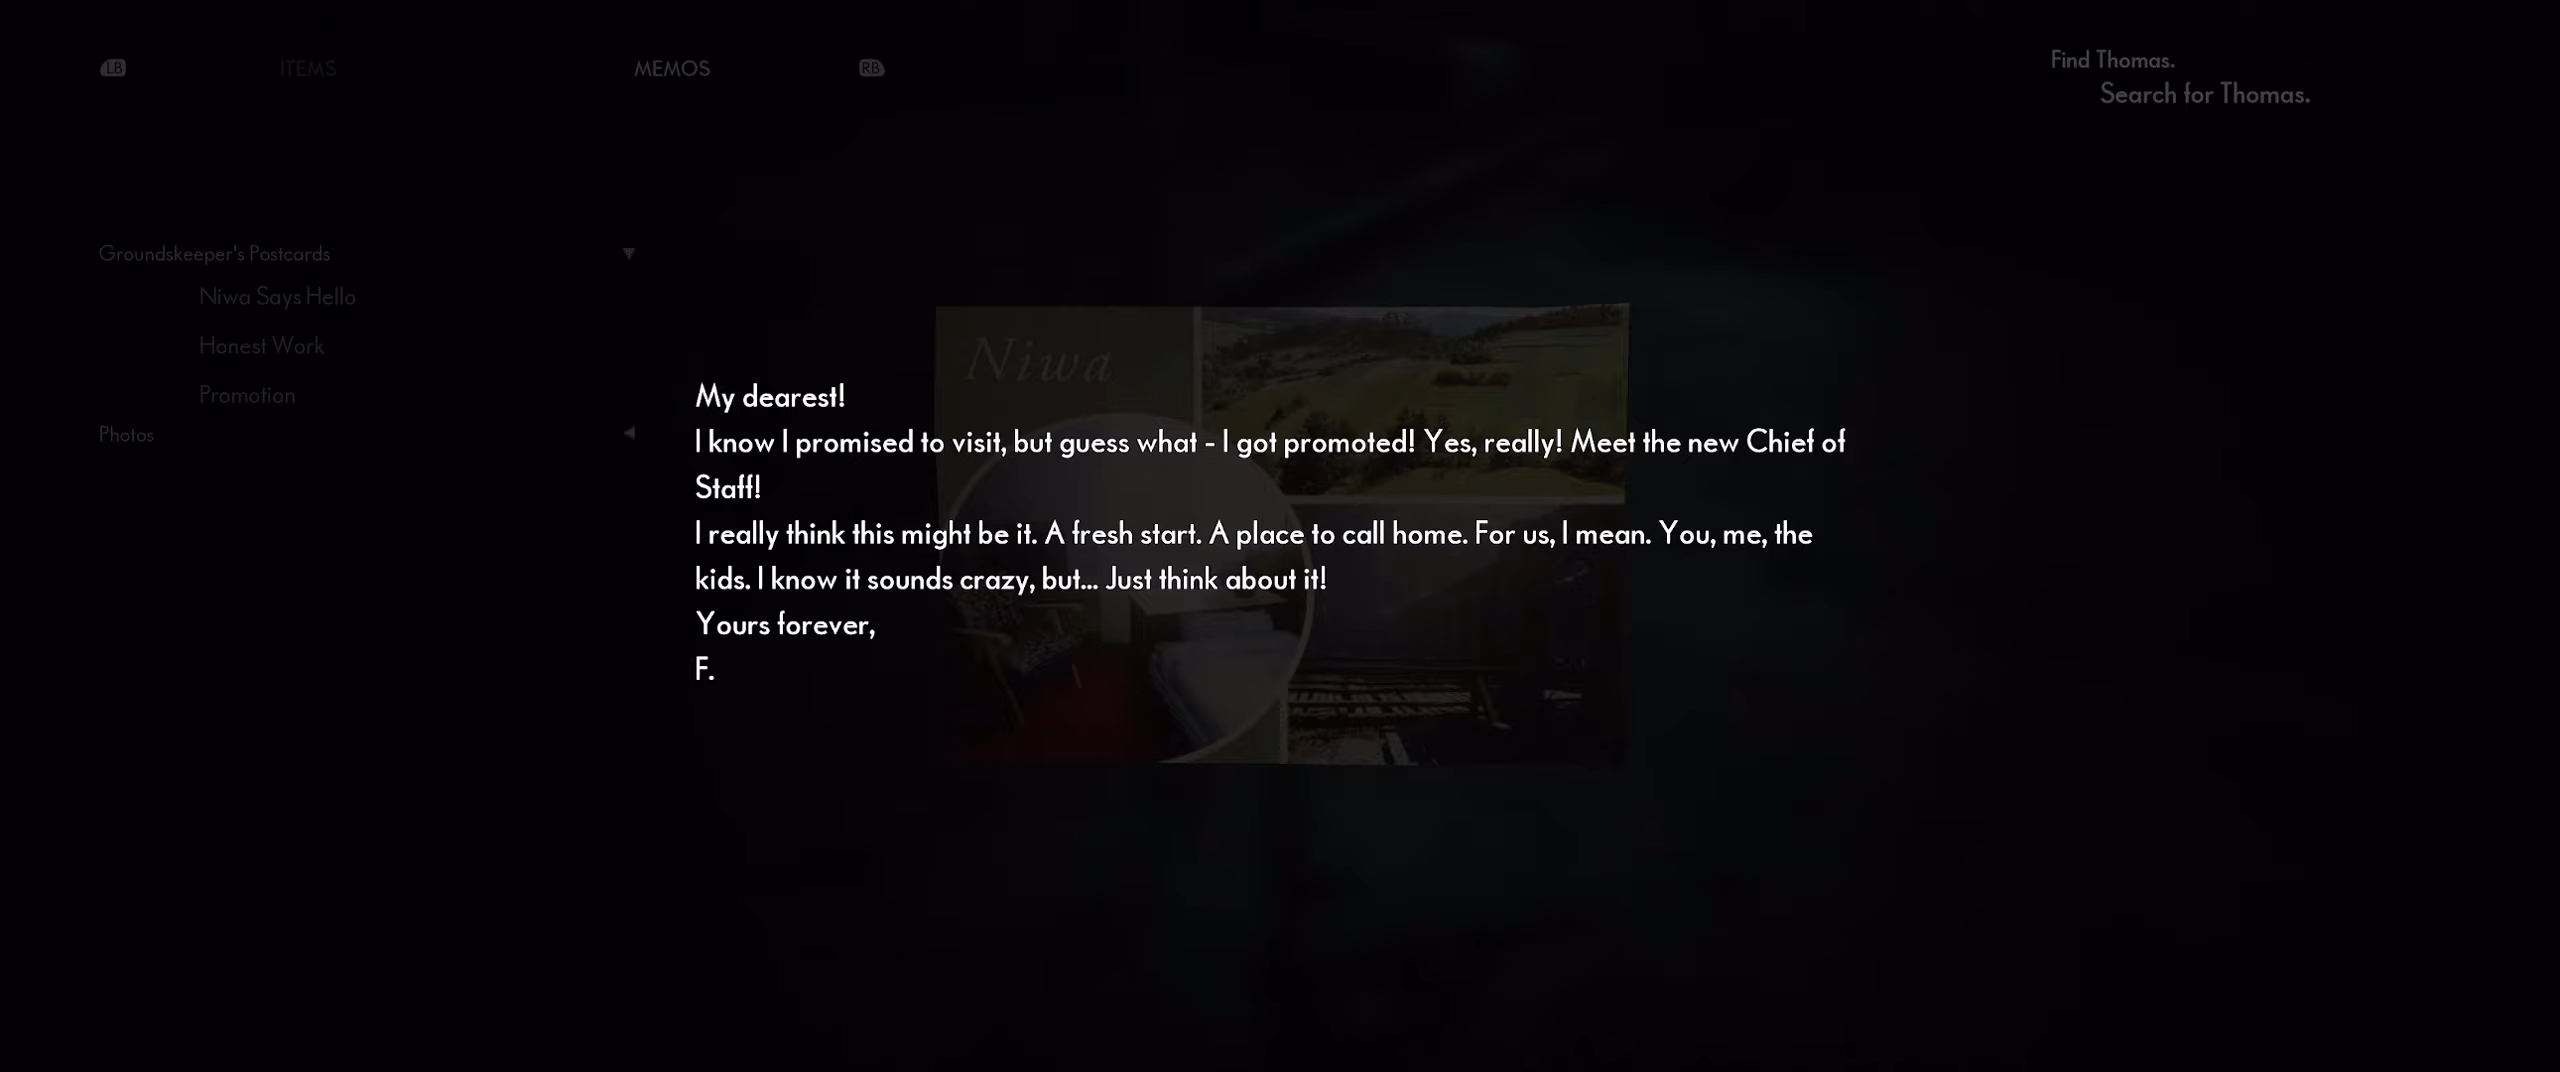 LB ITEMS MEMOS RB
Find Thomas.
Search for Thomas.
Groundskeeper's Postcards
Niwa Says Hello
Honest Work
Promotion
Photos
Niwa
My dearest!
I know I promised to visit, but guess what - I got promoted! Yes, really! Meet the new Chief of
Staff!
I really think this might be it. A fresh start. A place to call home. For us, I mean. You, me, the
kids. I know it sounds crazy, but... Just think about it!
Yours forever,
F.